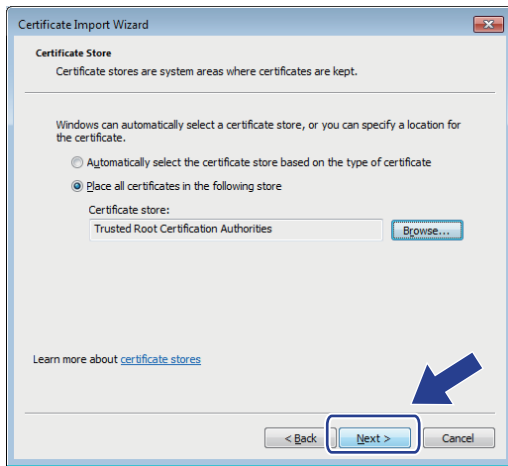 Certificate Import Wizard
Certificate Store
Certificate stores are system areas where certificates are kept.
Windows can automatically select a certificate store, or you can specify a location for
the certificate.
Automatically select the certificate store based on the type of certificate
Place all certificates in the following store
Certificate store:
Trusted Root Certification Authorities
Browse...
Learn more about certificate stores
< Back
Next >
Cancel